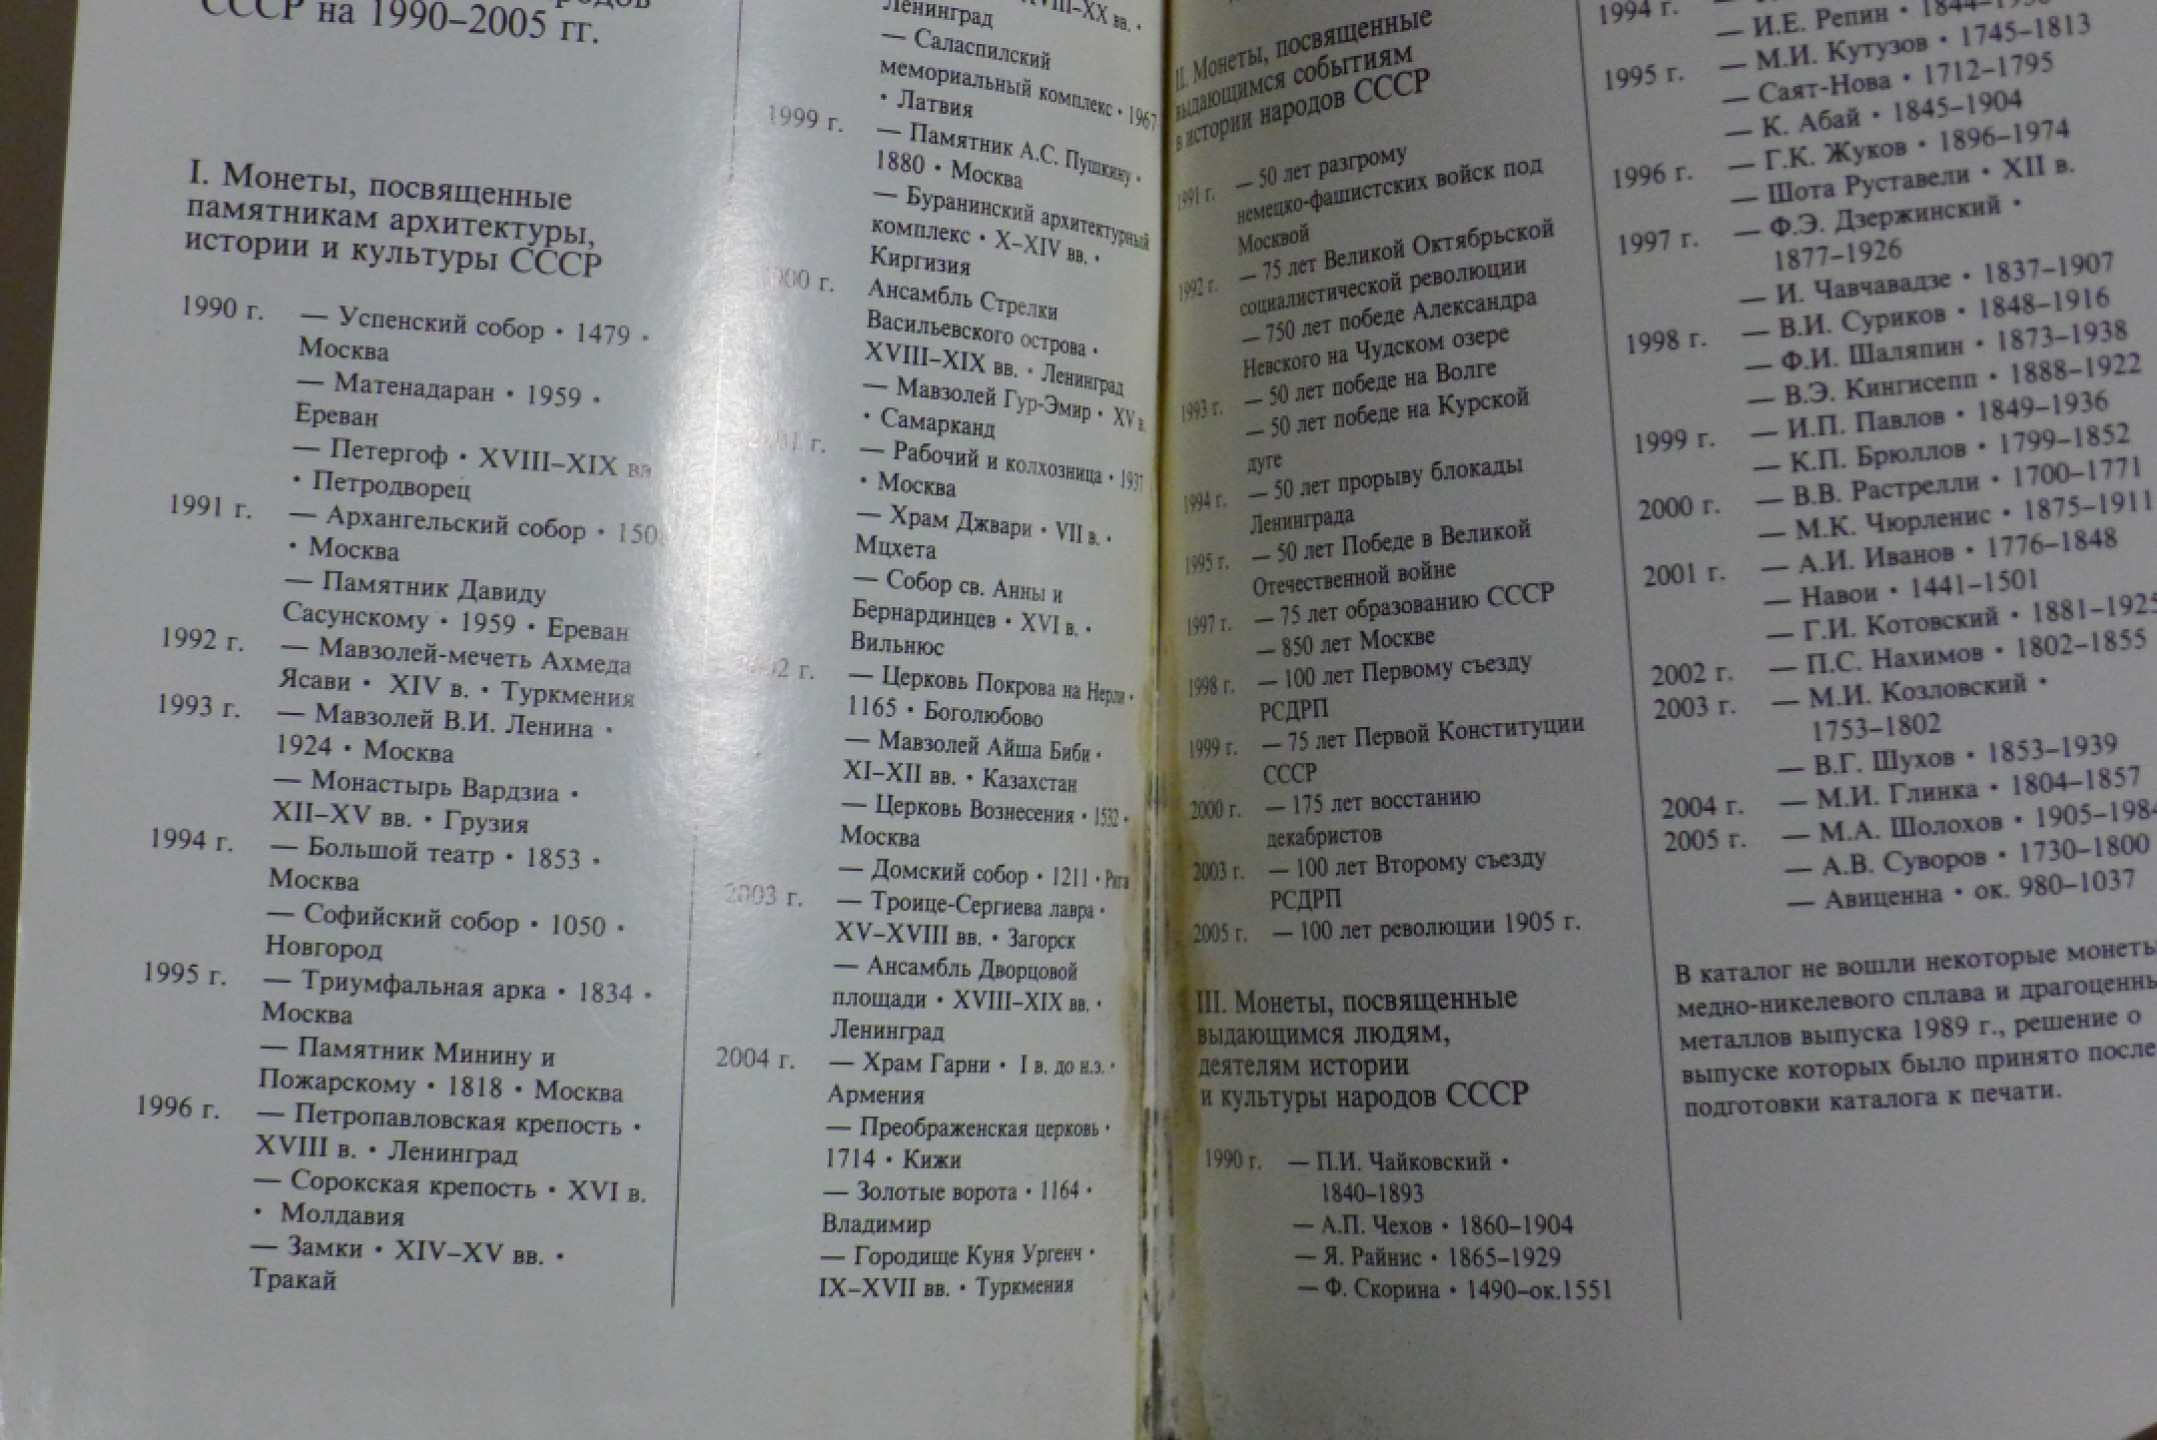 СССР на 1990–2005 гг.
I. Монеты, посвященные
памятникам архитектуры,
истории и культуры СССР
1990 г. — Успенский собор • 1479 •
Москва
— Матенадаран • 1959 •
Ереван
— Петергоф • XVIII–XIX вв
• Петродворец
1991 г. — Архангельский собор •
• Москва
— Памятник Давиду
Сасунскому • 1959 • Ереван
1992 г. — Мавзолей-мечеть Ахмеда
Ясави • XIV в. • Туркмения
1993 г. — Мавзолей В.И. Ленина •
1924 • Москва
— Монастырь Вардзиа •
XII–XV вв. • Грузия
1994 г. — Большой театр • 1853 •
Москва
— Софийский собор • 1050 •
Новгород
1995 г. — Триумфальная арка • 1834 •
Москва
— Памятник Минину и
Пожарскому • 1818 • Москва
1996 г. — Петропавловская крепость •
XVIII в. • Ленинград
— Сорокская крепость • XVI в.
• Молдавия
— Замки • XIV–XV вв. •
Тракай
Ленинград
— Саласпилский
мемориальный комплекс • 1967
• Латвия
1999 г. — Памятник А.С. Пушкину •
1880 • Москва
— Буранинский архитектурный
комплекс • X–XIV вв. •
Киргизия
г. Ансамбль Стрелки
Васильевского острова •
XVIII–XIX вв. • Ленинград
— Мавзолей Гур-Эмир • XV в.
• Самарканд
г. — Рабочий и колхозница • 1937
• Москва
— Храм Джвари • VII в. •
Мцхета
— Собор св. Анны и
Бернардинцев • XVI в. •
Вильнюс
г. — Церковь Покрова на Нерли •
1165 • Боголюбово
— Мавзолей Айша Биби •
XI–XII вв. • Казахстан
— Церковь Вознесения • 1532 •
Москва
— Домский собор • 1211 • Рига
2003 г. — Троице-Сергиева лавра •
XV–XVIII вв. • Загорск
— Ансамбль Дворцовой
площади • XVIII–XIX вв. •
Ленинград
2004 г. — Храм Гарни • I в. до н.э. •
Армения
— Преображенская церковь •
1714 • Кижи
— Золотые ворота • 1164 •
Владимир
— Городище Куня Ургенч •
IX–XVII вв. • Туркмения
II. Монеты, посвященные
выдающимся событиям
в истории народов СССР
1991 г. — 50 лет разгрому
немецко-фашистских войск под
Москвой
1992 г. — 75 лет Великой Октябрьской
социалистической революции
— 750 лет победе Александра
Невского на Чудском озере
1993 г. — 50 лет победе на Волге
— 50 лет победе на Курской
дуге
1994 г. — 50 лет прорыву блокады
Ленинграда
1995 г. — 50 лет Победе в Великой
Отечественной войне
1997 г. — 75 лет образованию СССР
— 850 лет Москве
1998 г. — 100 лет Первому съезду
РСДРП
1999 г. — 75 лет Первой Конституции
СССР
2000 г. — 175 лет восстанию
декабристов
2003 г. — 100 лет Второму съезду
РСДРП
2005 г. — 100 лет революции 1905 г.
III. Монеты, посвященные
выдающимся людям,
деятелям истории
и культуры народов СССР
1990 г. — П.И. Чайковский •
1840–1893
— А.П. Чехов • 1860–1904
— Я. Райнис • 1865–1929
— Ф. Скорина • 1490–ок.1551
1994 г.
— И.Е. Репин •
1995 г. — М.И. Кутузов • 1745–1813
— Саят-Нова • 1712–1795
— К. Абай • 1845–1904
1996 г. — Г.К. Жуков • 1896–1974
— Шота Руставели • XII в.
1997 г. — Ф.Э. Дзержинский •
1877–1926
— И. Чавчавадзе • 1837–1907
1998 г. — В.И. Суриков • 1848–1916
— Ф.И. Шаляпин • 1873–1938
— В.Э. Кингисепп • 1888–1922
1999 г. — И.П. Павлов • 1849–1936
— К.П. Брюллов • 1799–1852
2000 г. — В.В. Растрелли • 1700–1771
— М.К. Чюрленис • 1875–1911
2001 г. — А.И. Иванов • 1776–1848
— Навои • 1441–1501
— Г.И. Котовский • 1881–1925
2002 г. — П.С. Нахимов • 1802–1855
2003 г. — М.И. Козловский •
1753–1802
— В.Г. Шухов • 1853–1939
2004 г. — М.И. Глинка • 1804–1857
2005 г. — М.А. Шолохов • 1905–1984
— А.В. Суворов • 1730–1800
— Авиценна • ок. 980–1037
В каталог не вошли некоторые монеты
медно-никелевого сплава и драгоценны
металлов выпуска 1989 г., решение о
выпуске которых было принято после
подготовки каталога к печати.